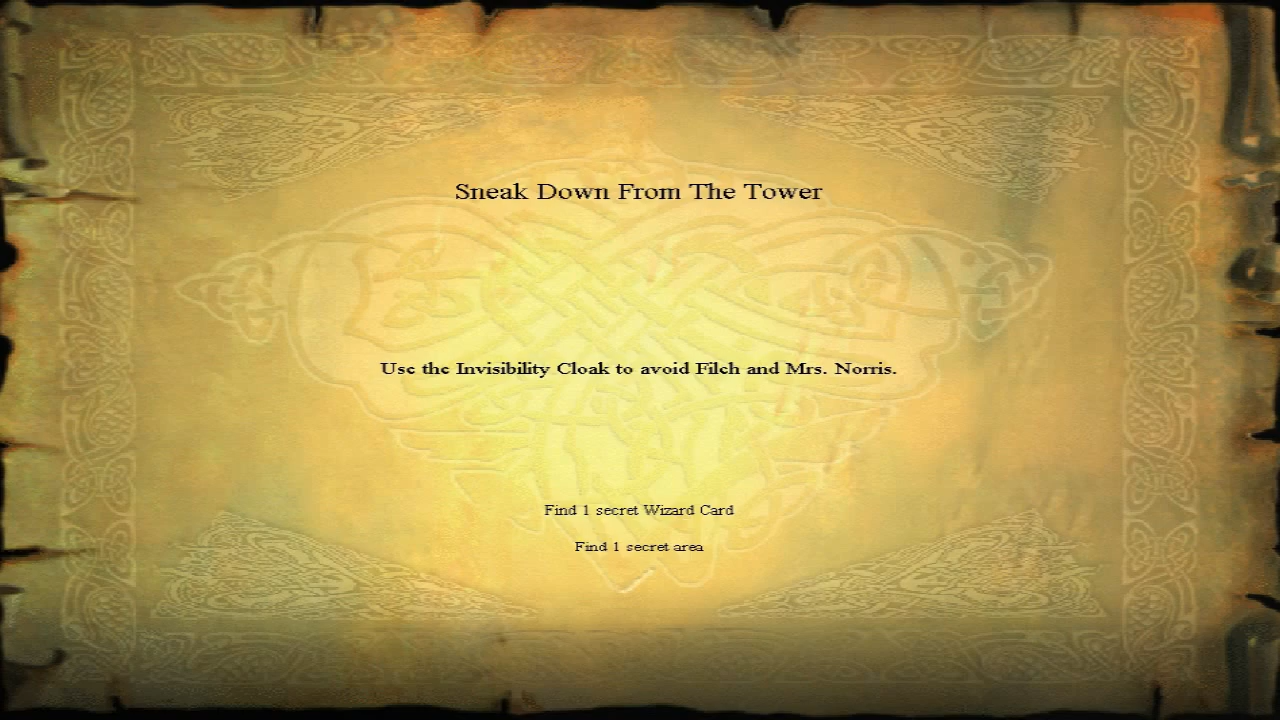 Sneak Down From The Tower
Use the Invisibility Cloak to avoid Filch and Mrs. Norris.
Find 1 secret Wizard Card
Find 1 secret area